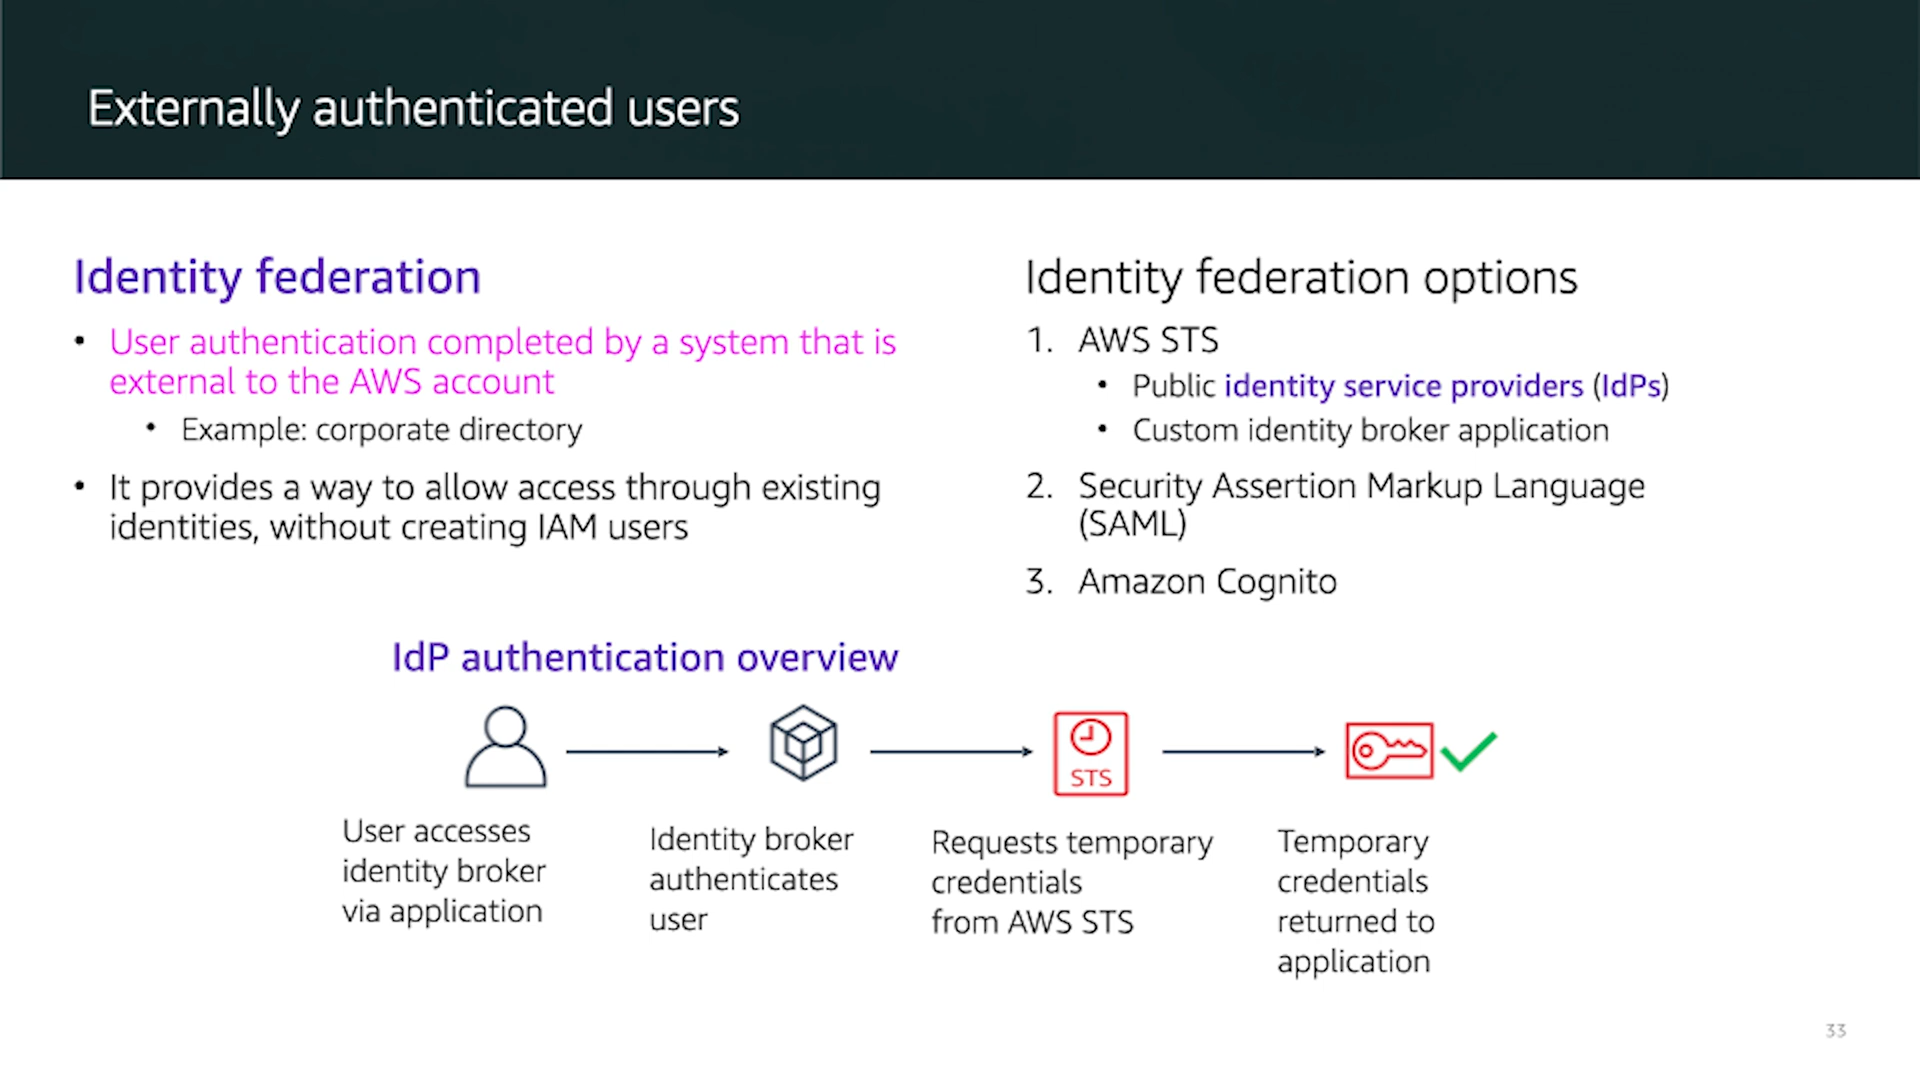 Externally authenticated users
Identity federation
• User authentication completed by a system that is
external to the AWS account
• Example: corporate directory
• It provides a way to allow access through existing
identities, without creating IAM users
Identity federation options
1. AWS STS
• Public identity service providers (IdPs)
• Custom identity broker application
2. Security Assertion Markup Language
(SAML)
3. Amazon Cognito
IdP authentication overview
STS
User accesses
identity broker
via application
Identity broker
authenticates
user
Requests temporary
credentials
from AWS STS
Temporary
credentials
returned to
application
33